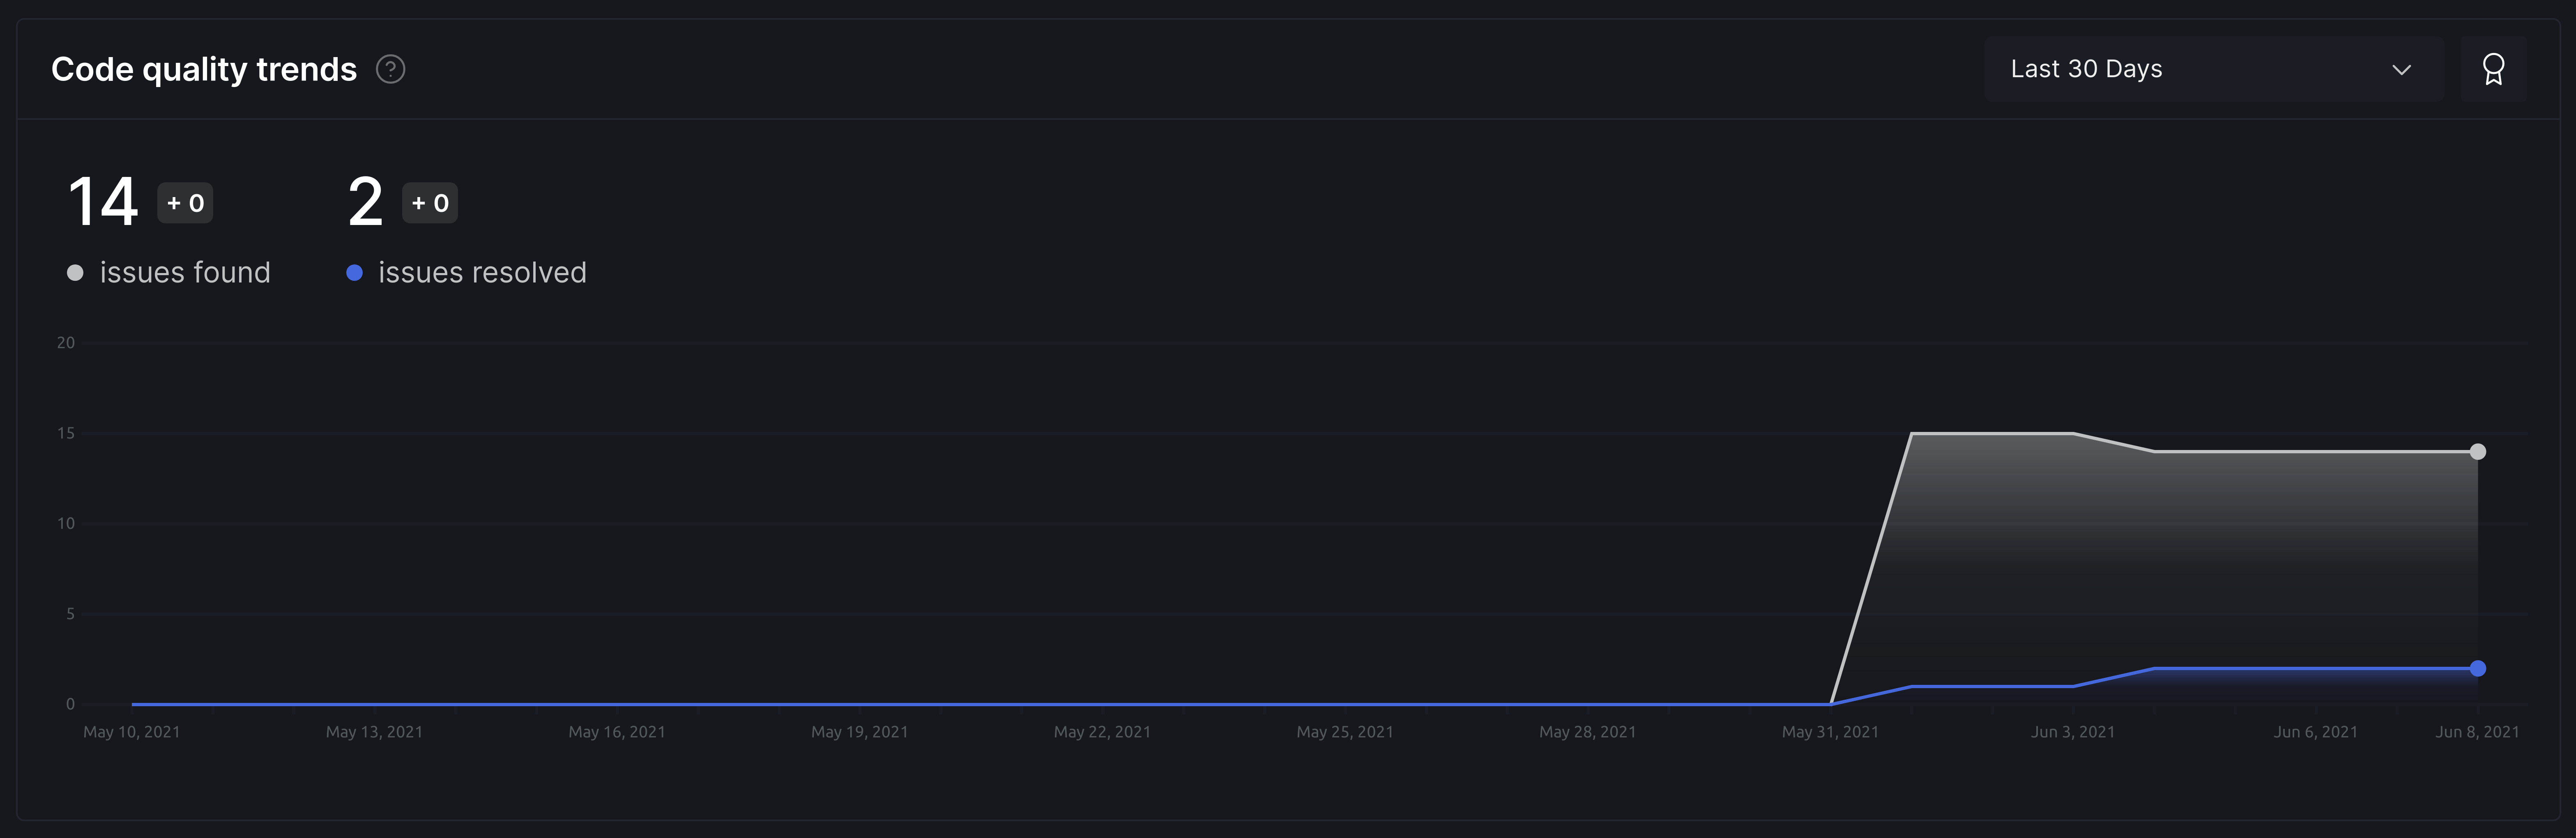 Code quality trends ?
Last 30 Days
14 + 0
2 + 0
issues found
issues resolved
20
15
10
5
0
May 10, 2021
May 13, 2021
May 16, 2021
May 19, 2021
May 22, 2021
May 25, 2021
May 28, 2021
May 31, 2021
Jun 3, 2021
Jun 6, 2021
Jun 8, 2021